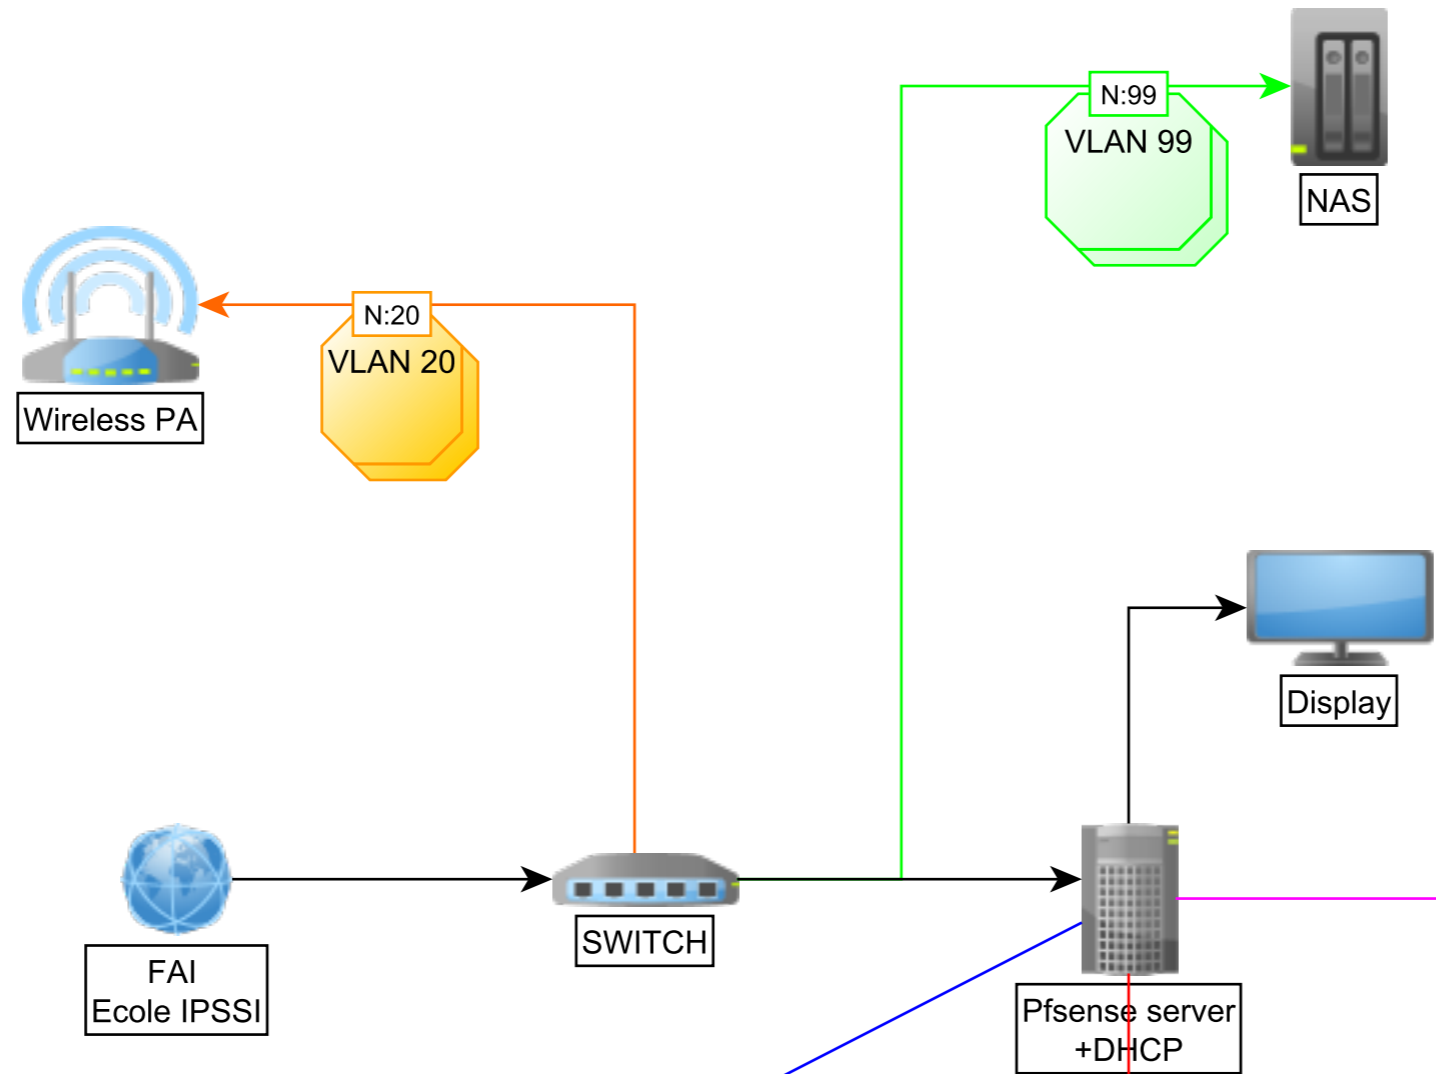 N:99
VLAN 99
NAS
N:20
VLAN 20
Wireless PA
Display
FAI
Ecole IPSSI
SWITCH
Pfsense server
+DHCP